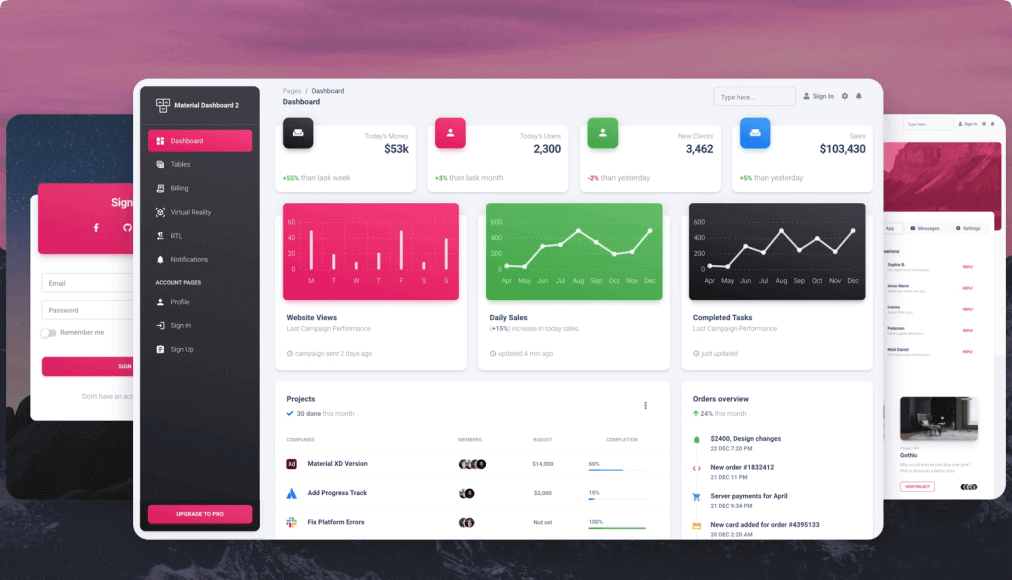 Material Dashboard 2
Dashboard
Tables
Billing
Virtual Reality
RTL
Notifications
ACCOUNT PAGES
Profile
Sign In
Sign Up
UPGRADE TO PRO
Pages / Dashboard
Dashboard
Type here...
Sign In
Today's Money
$53k
+55% than lask week
Today's Users
2,300
+3% than lask month
New Clients
3,462
-2% than yesterday
Sales
$103,430
+5% than yesterday
60
40
20
0
M T W T F S S
Website Views
Last Campaign Performance
campaign sent 2 days ago
600
400
200
0
Apr May Jun Jul Aug Sep Oct Nov Dec
Daily Sales
(+15%) increase in today sales.
updated 4 min ago
600
400
200
0
Apr May Jun Jul Aug Sep Oct Nov Dec
Completed Tasks
Last Campaign Performance
just updated
Projects
30 done this month
COMPANIES MEMBERS BUDGET COMPLETION
Xd Material XD Version $14,000 60%
Add Progress Track $3,000 10%
Fix Platform Errors Not set 100%
Orders overview
24% this month
$2400, Design changes
22 DEC 7:20 PM
New order #1832412
21 DEC 11 PM
Server payments for April
21 DEC 9:34 PM
New card added for order #4395133
20 DEC 2:20 AM
Sign
Email
Password
Remember me
SIGN
Don't have an acc
Type here...
Sign In
App Messages Settings
Sophie B.
REPLY
Anne Marie
REPLY
REPLY
Peterson
REPLY
Nick Daniel
REPLY
Gothic
VIEW PROJECT